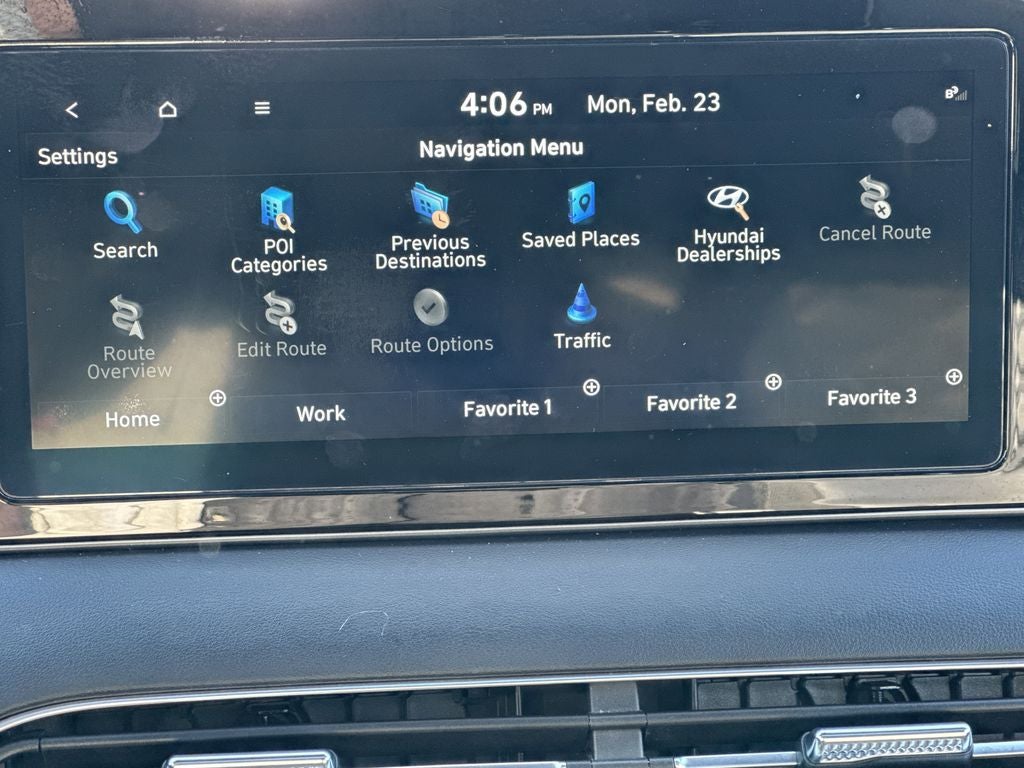 4:06 PM Mon, Feb. 23 B
Settings Navigation Menu
Search
POI
Categories
Previous
Destinations
Saved Places
Hyundai
Dealerships
Cancel Route
Route
Overview
Edit Route
Route Options
Traffic
Home
Work
Favorite 1
Favorite 2
Favorite 3